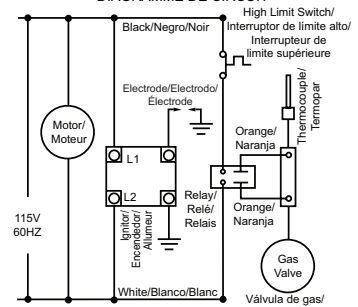 DIAGRAMME DE CIRCUIT
Black/Negro/Noir
High Limit Switch/
Interruptor de límite alto/
Interrupteur de
limite supérieure
Electrode/Electrodo/
Électrode
Thermocouple/
Termopar
Motor/
Moteur
Orange/
Naranja
L1
L2
Relay/
Relé/
Relais
Orange/
Naranja
Ignitor/
Encendedor/
Allumeur
115V
60HZ
Gas
Valve
White/Blanco/Blanc
Válvula de gas/